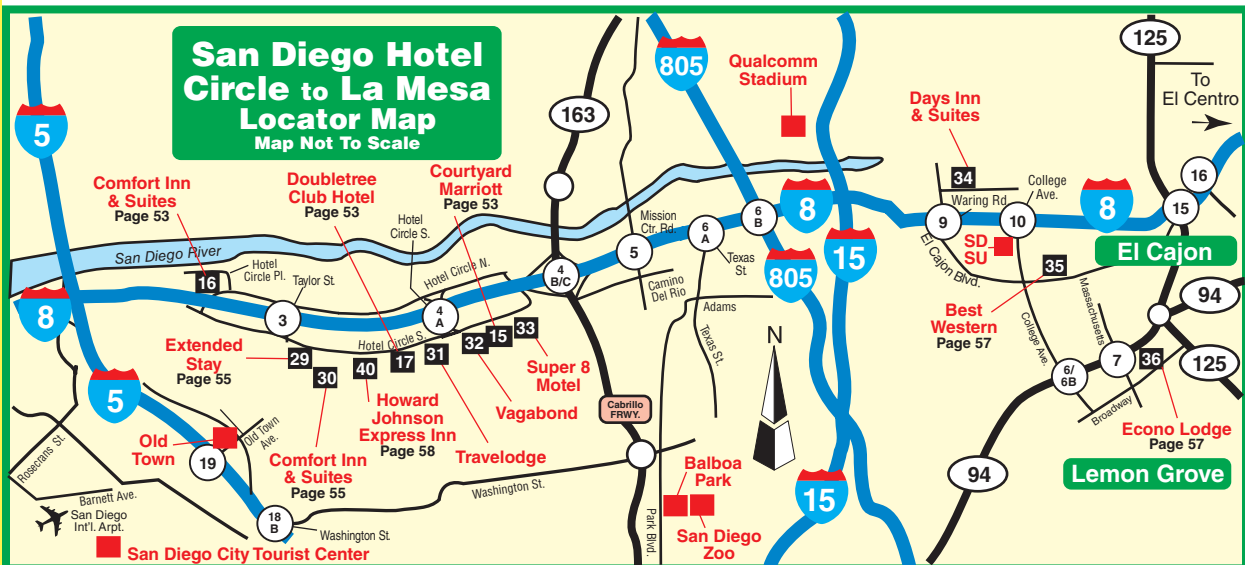 San Diego Hotel
Circle to La Mesa
Locator Map
Map Not To Scale
5
805
163
Qualcomm
Stadium
125
To
El Centro
Days Inn
& Suites
34
Comfort Inn
& Suites
Page 53
Doubletree
Club Hotel
Page 53
Courtyard
Marriott
Page 53
Hotel
Circle S.
San Diego River
16
Hotel
Circle Pl.
Taylor St.
Hotel Circle N.
Mission
Ctr. Rd.
6
A
6
B
8
9
Waring Rd.
College
Ave.
10
8
15
16
SD
SU
El Cajon
El Cajon Blvd.
35
8
3
4
A
4
B/C
5
Texas
St.
Camino
Del Rio
805
15
Adams
Texas St.
94
Hotel Circle S.
Extended
Stay
Page 55
29
30
40
17
31
32
15
33
Super 8
Motel
Vagabond
Travelodge
Howard
Johnson
Express Inn
Page 58
Comfort Inn
& Suites
Page 55
Best
Western
Page 57
College Ave.
Massachusetts
6/
6B
7
36
125
Broadway
Econo Lodge
Page 57
Lemon Grove
94
N
Cabrillo
FRWY.
5
Old
Town
Old Town
Ave.
19
Rosecrans St.
Barnett Ave.
San Diego
Int'l. Arpt.
18
B
Washington St.
Washington St.
San Diego City Tourist Center
Park Blvd.
Balboa
Park
San Diego
Zoo
15